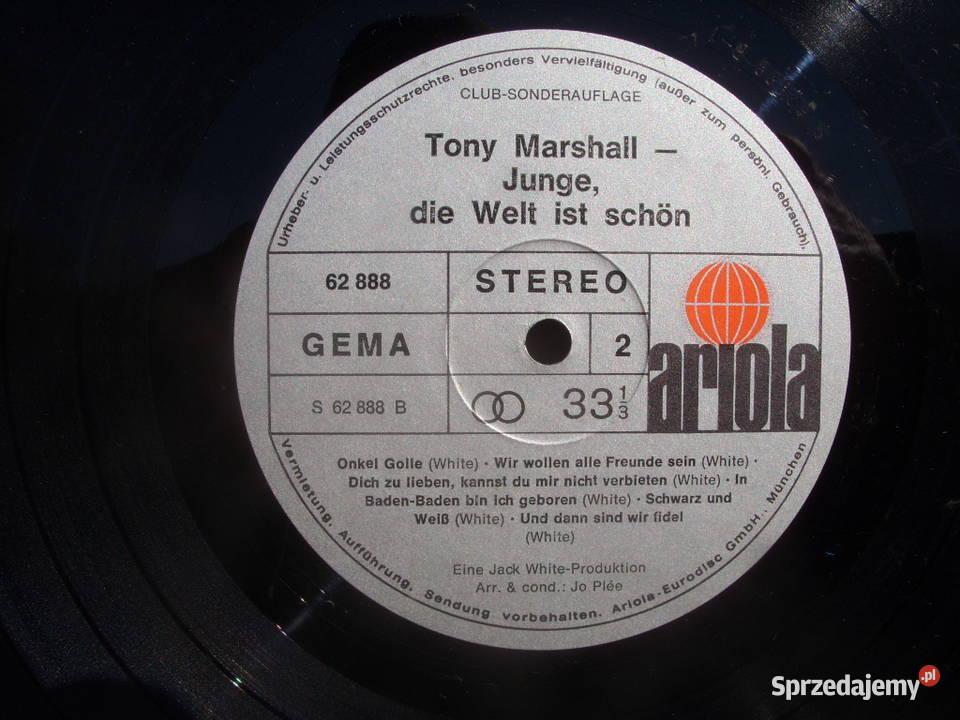 Urheber- u. Leistungsschutzrechte, besonders Vervielfältigung (außer zum persönl. Gebrauch),
CLUB-SONDERAUFLAGE
Tony Marshall –
Junge,
die Welt ist schön
62 888
STEREO
GEMA
2
S 62 888 B
33 1/3
ariola
Onkel Golle (White) · Wir wollen alle Freunde sein (White) ·
Dich zu lieben, kannst du mir nicht verbieten (White) · In
Baden-Baden bin ich geboren (White) · Schwarz und
Weiß (White) · Und dann sind wir fidel
(White)
Eine Jack White-Produktion
Arr. & cond.: Jo Plée
Vermietung, Aufführung, Sendung vorbehalten. Ariola-Eurodisc GmbH., München
Sprzedajemy.pl